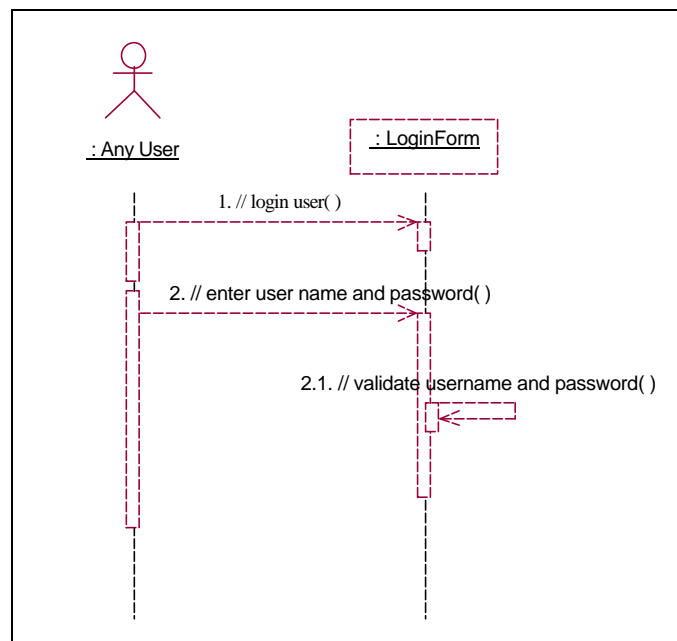 : Any User
: LoginForm
1. // login user( )
2. // enter user name and password( )
2.1. // validate username and password( )